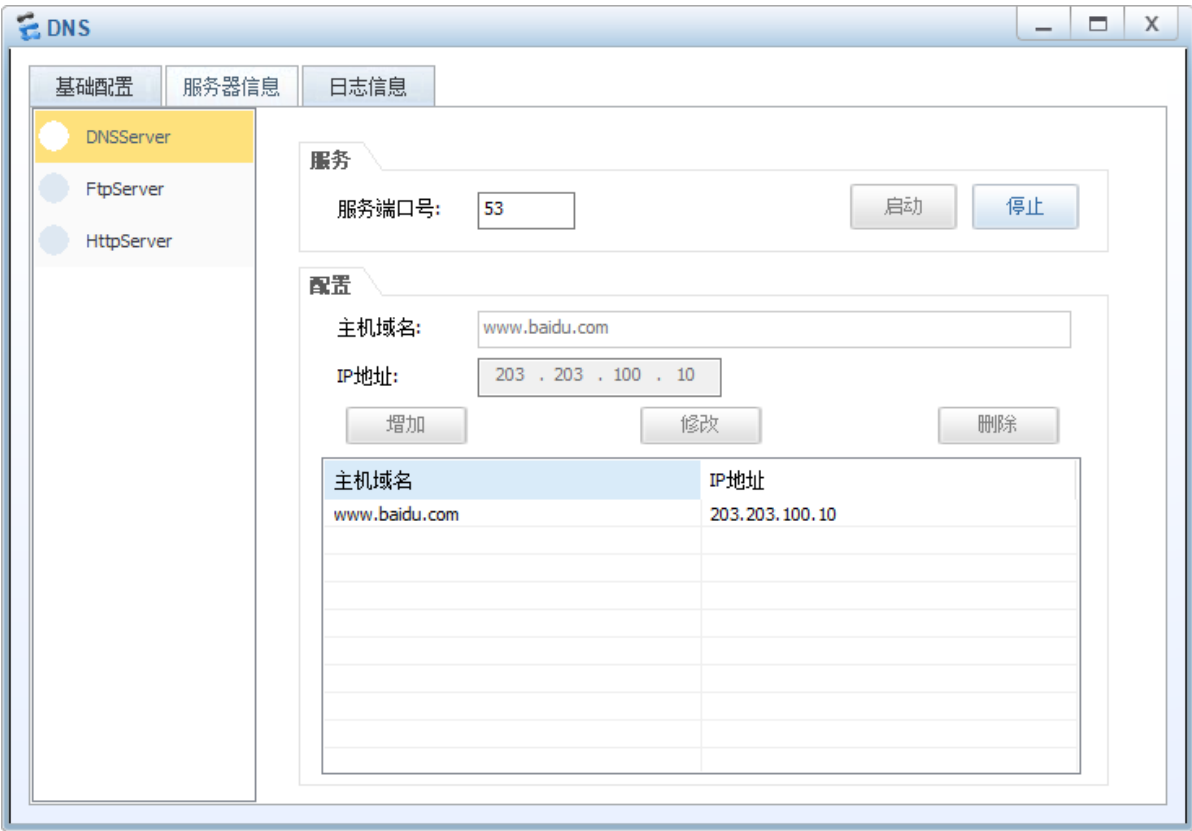 DNS
基础配置 服务器信息 日志信息
DNSServer
FtpServer
HttpServer
服务
服务端口号: 53 启动 停止
配置
主机域名: www.baidu.com
IP地址: 203 . 203 . 100 . 10
增加 修改 删除
主机域名 IP地址
www.baidu.com 203.203.100.10